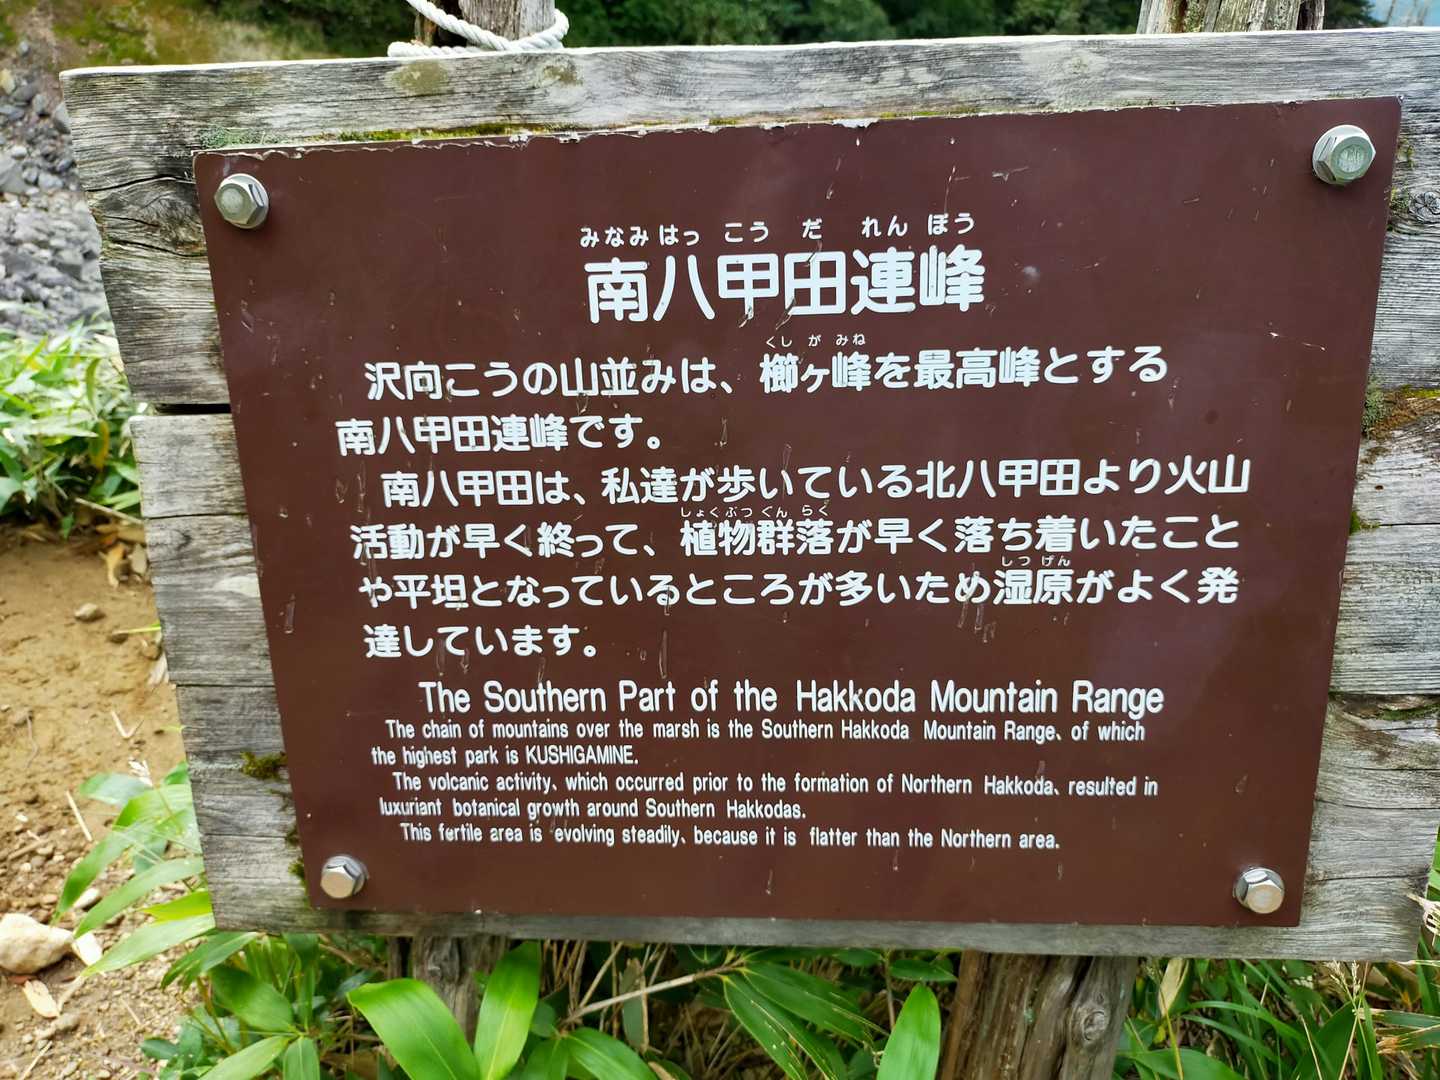 みなみはっこうだれんぽう
南八甲田連峰
くしがみね
沢向こうの山並みは、櫛ヶ峰を最高峰とする
南八甲田連峰です。
南八甲田は、私達が歩いている北八甲田より火山
しょくぶつぐんらく
活動が早く終って、植物群落が早く落ち着いたこと
しつげん
や平坦となっているところが多いため湿原がよく発
達しています。
The Southern Part of the Hakkoda Mountain Range
The chain of mountains over the marsh is the Southern Hakkoda Mountain Range, of which
the highest park is KUSHIGAMINE.
The volcanic activity, which occurred prior to the formation of Northern Hakkoda, resulted in
luxuriant botanical growth around Southern Hakkodas.
This fertile area is evolving steadily, because it is flatter than the Northern area.